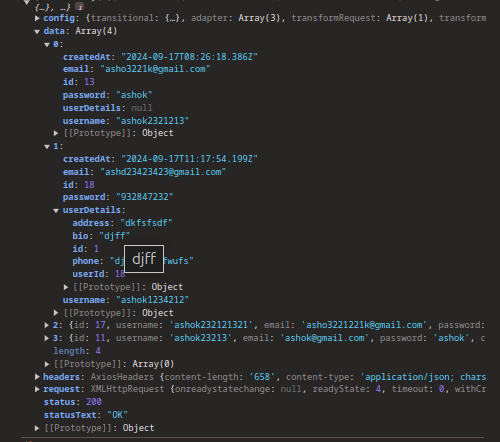 {…}, …} i
config: {transitional: {…}, adapter: Array(3), transformRequest: Array(1), transform
data: Array(4)
0:
createdAt: "2024-09-17T08:26:18.386Z"
email: "asho3221k@gmail.com"
id: 13
password: "ashok"
userDetails: null
username: "ashok2321213"
[[Prototype]]: Object
1:
createdAt: "2024-09-17T11:17:54.199Z"
email: "ashd23423423@gmail.com"
id: 18
password: "932847232"
userDetails:
address: "dkfsfsdf"
bio: "djff"
id: 1
phone: "dj fwufs"
djff
userId: 18
[[Prototype]]: Object
username: "ashok1234212"
[[Prototype]]: Object
2: {id: 17, username: 'ashok232121321', email: 'asho3221221k@gmail.com', password:
3: {id: 11, username: 'ashok23213', email: 'ashok@gmail.com', password: 'ashok', c
length: 4
[[Prototype]]: Array(0)
headers: AxiosHeaders {content-length: '658', content-type: 'application/json; chars
request: XMLHttpRequest {onreadystatechange: null, readyState: 4, timeout: 0, withCr
status: 200
statusText: "OK"
[[Prototype]]: Object